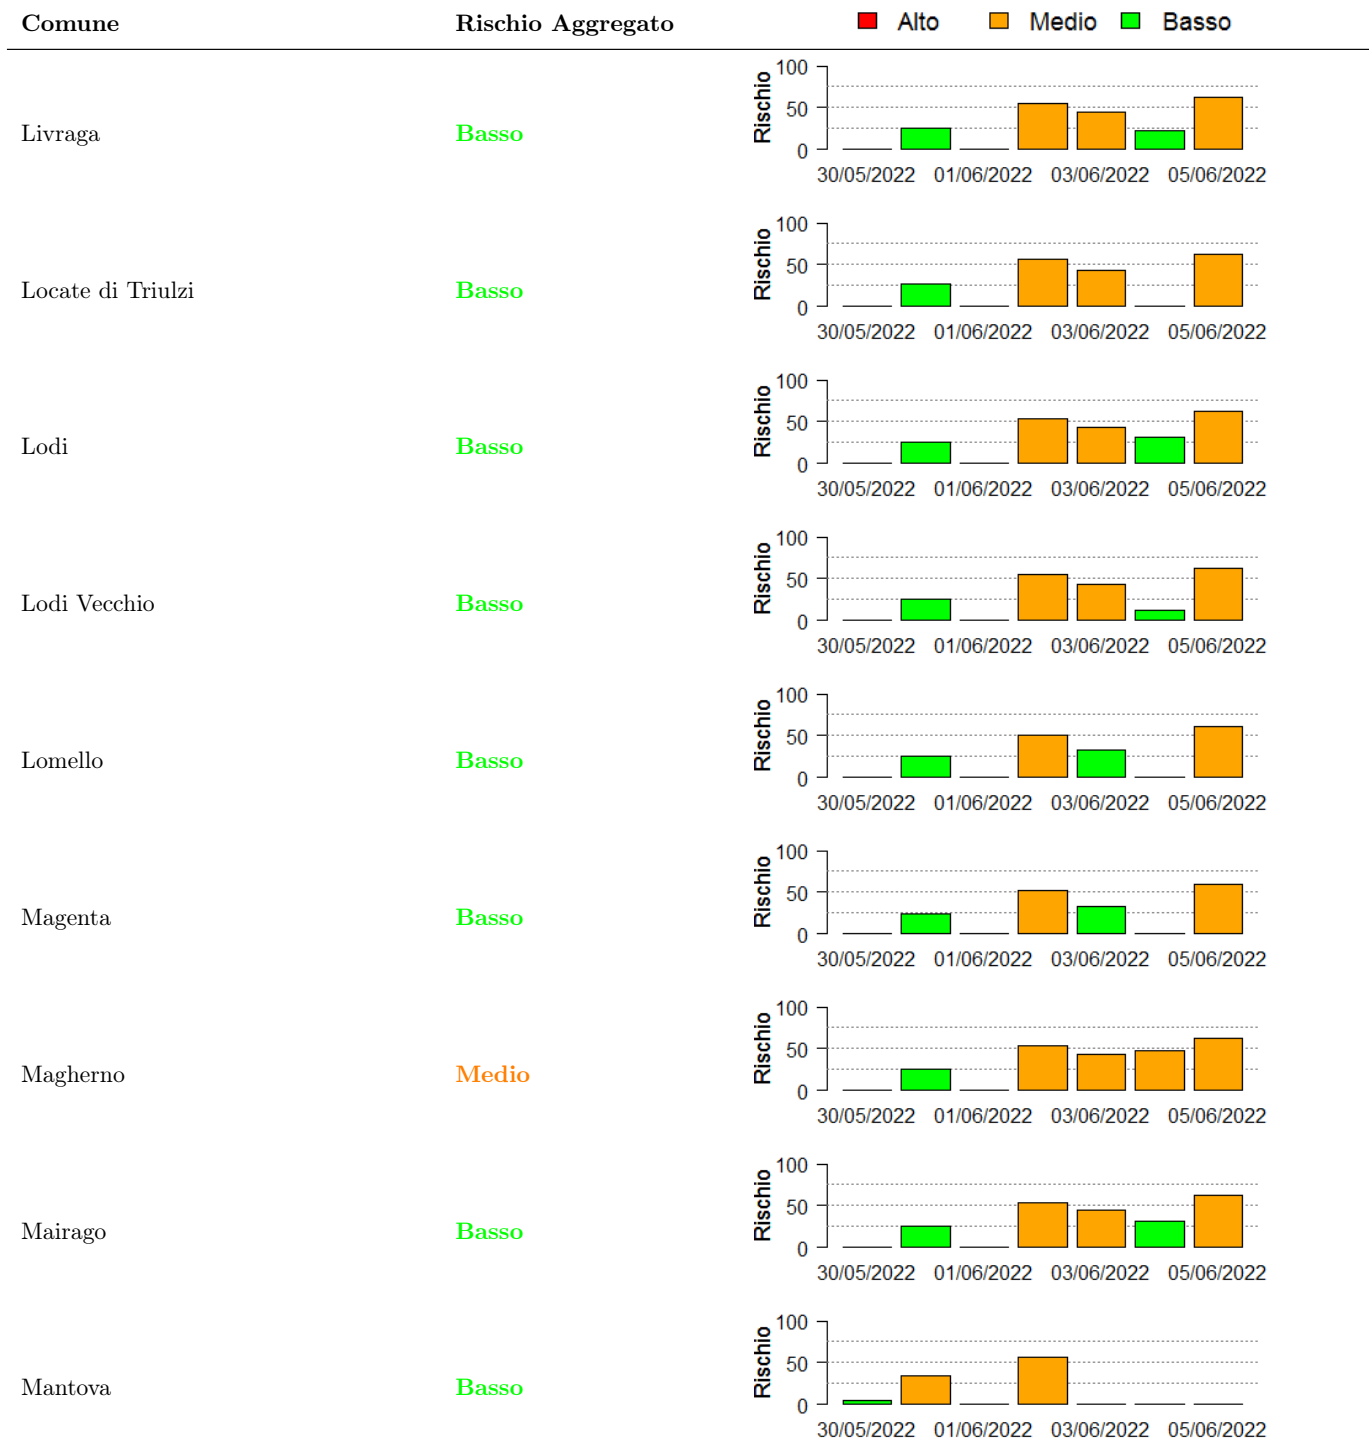 Comune Rischio Aggregato Alto Medio Basso
100
50
0
Rischio
Livraga Basso
30/05/2022 01/06/2022 03/06/2022 05/06/2022
100
50
0
Rischio
Locate di Triulzi Basso
30/05/2022 01/06/2022 03/06/2022 05/06/2022
100
50
0
Rischio
Lodi Basso
30/05/2022 01/06/2022 03/06/2022 05/06/2022
100
50
0
Rischio
Lodi Vecchio Basso
30/05/2022 01/06/2022 03/06/2022 05/06/2022
100
50
0
Rischio
Lomello Basso
30/05/2022 01/06/2022 03/06/2022 05/06/2022
100
50
0
Rischio
Magenta Basso
30/05/2022 01/06/2022 03/06/2022 05/06/2022
100
50
0
Rischio
Magherno Medio
30/05/2022 01/06/2022 03/06/2022 05/06/2022
100
50
0
Rischio
Mairago Basso
30/05/2022 01/06/2022 03/06/2022 05/06/2022
100
50
0
Rischio
Mantova Basso
30/05/2022 01/06/2022 03/06/2022 05/06/2022